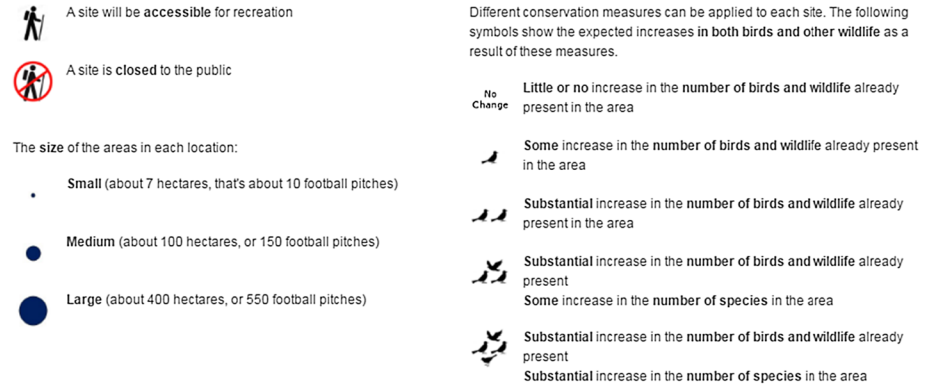 A site will be accessible for recreation
A site is closed to the public
The size of the areas in each location:
Small (about 7 hectares, that's about 10 football pitches)
Medium (about 100 hectares, or 150 football pitches)
Large (about 400 hectares, or 550 football pitches)
Different conservation measures can be applied to each site. The following
symbols show the expected increases in both birds and other wildlife as a
result of these measures.
No
Change
Little or no increase in the number of birds and wildlife already
present in the area
Some increase in the number of birds and wildlife already present
in the area
Substantial increase in the number of birds and wildlife already
present in the area
Substantial increase in the number of birds and wildlife already
present
Some increase in the number of species in the area
Substantial increase in the number of birds and wildlife already
present
Substantial increase in the number of species in the area